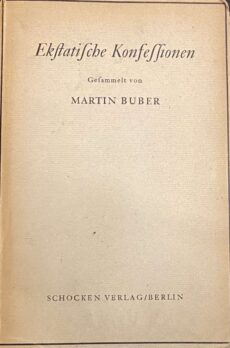 Ekſtatiſche Konfeſſionen
Geſammelt von
MARTIN BUBER
SCHOCKEN VERLAG/BERLIN